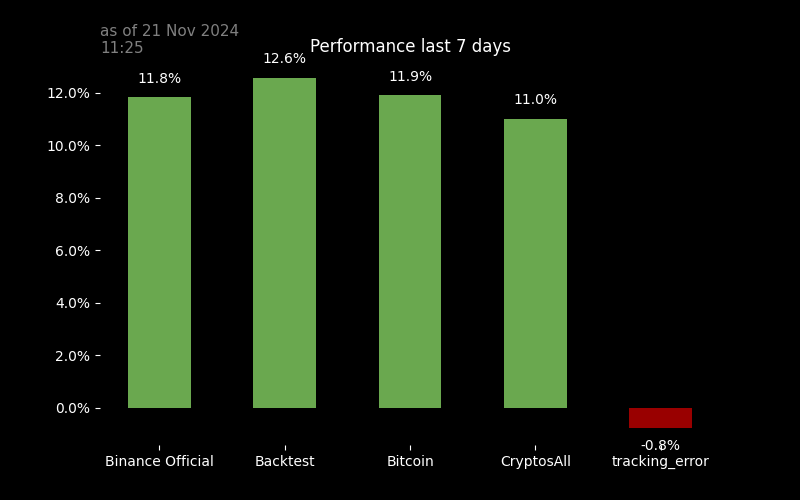 as of 21 Nov 2024
11:25
Performance last 7 days
11.8%
12.6%
11.9%
11.0%
-0.8%
12.0%
10.0%
8.0%
6.0%
4.0%
2.0%
0.0%
Binance Official
Backtest
Bitcoin
CryptosAll
tracking_error